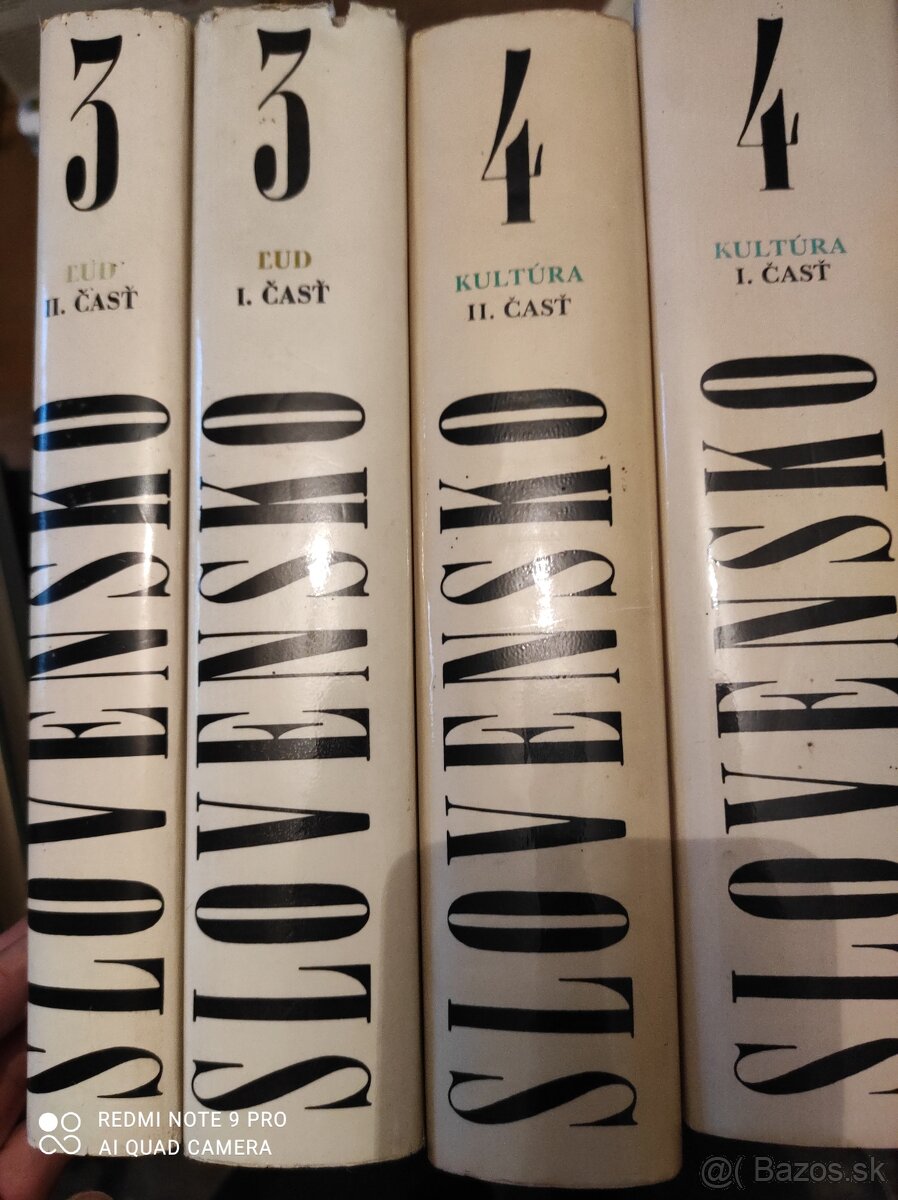 3
ĽUD
II. ČASŤ
SLOVENSKO
3
ĽUD
I. ČASŤ
SLOVENSKO
4
KULTÚRA
II. ČASŤ
SLOVENSKO
4
KULTÚRA
I. ČASŤ
SLOVENSKO
REDMI NOTE 9 PRO
AI QUAD CAMERA
@( Bazos.sk